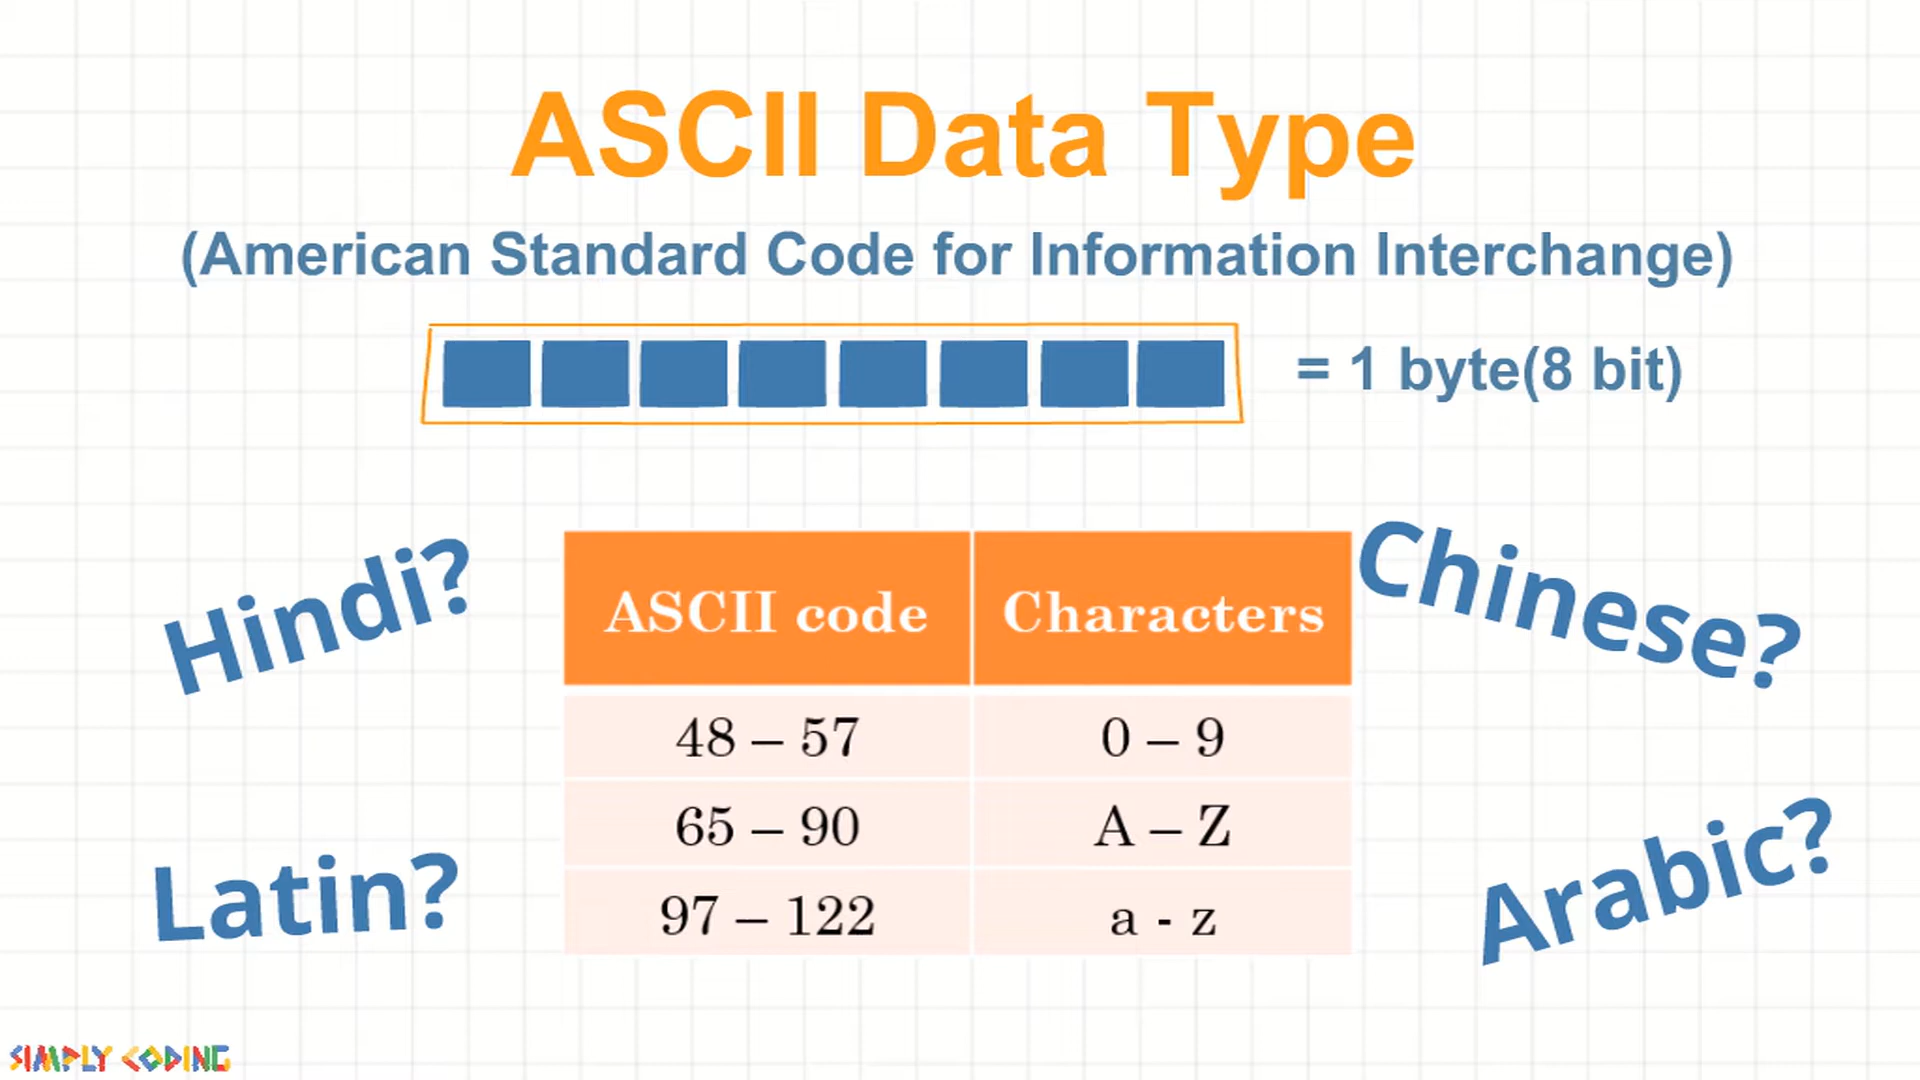 ASCII Data Type
(American Standard Code for Information Interchange)
= 1 byte(8 bit)
Hindi?
Chinese?
ASCII code Characters
48 – 57 0 – 9
65 – 90 A – Z
97 – 122 a - z
Latin?
Arabic?
SIMPLY CODING